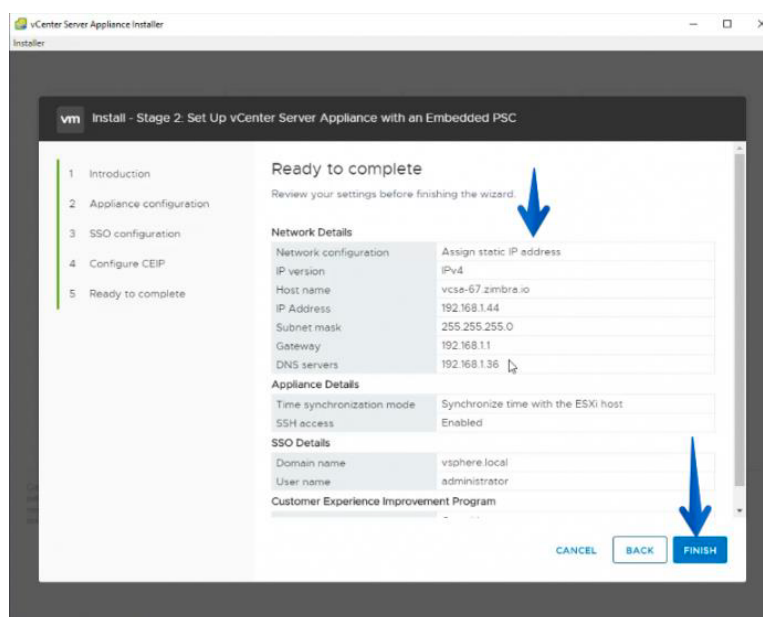 vCenter Server Appliance Installer
Installer
vm Install - Stage 2: Set Up vCenter Server Appliance with an Embedded PSC
1 Introduction
2 Appliance configuration
3 SSO configuration
4 Configure CEIP
5 Ready to complete
Ready to complete
Review your settings before finishing the wizard.
Network Details
Network configuration Assign static IP address
IP version IPv4
Host name vcsa-67.zimbra.io
IP Address 192.168.1.44
Subnet mask 255.255.255.0
Gateway 192.168.1.1
DNS servers 192.168.1.36
Appliance Details
Time synchronization mode Synchronize time with the ESXi host
SSH access Enabled
SSO Details
Domain name vsphere.local
User name administrator
Customer Experience Improvement Program
CANCEL BACK FINISH